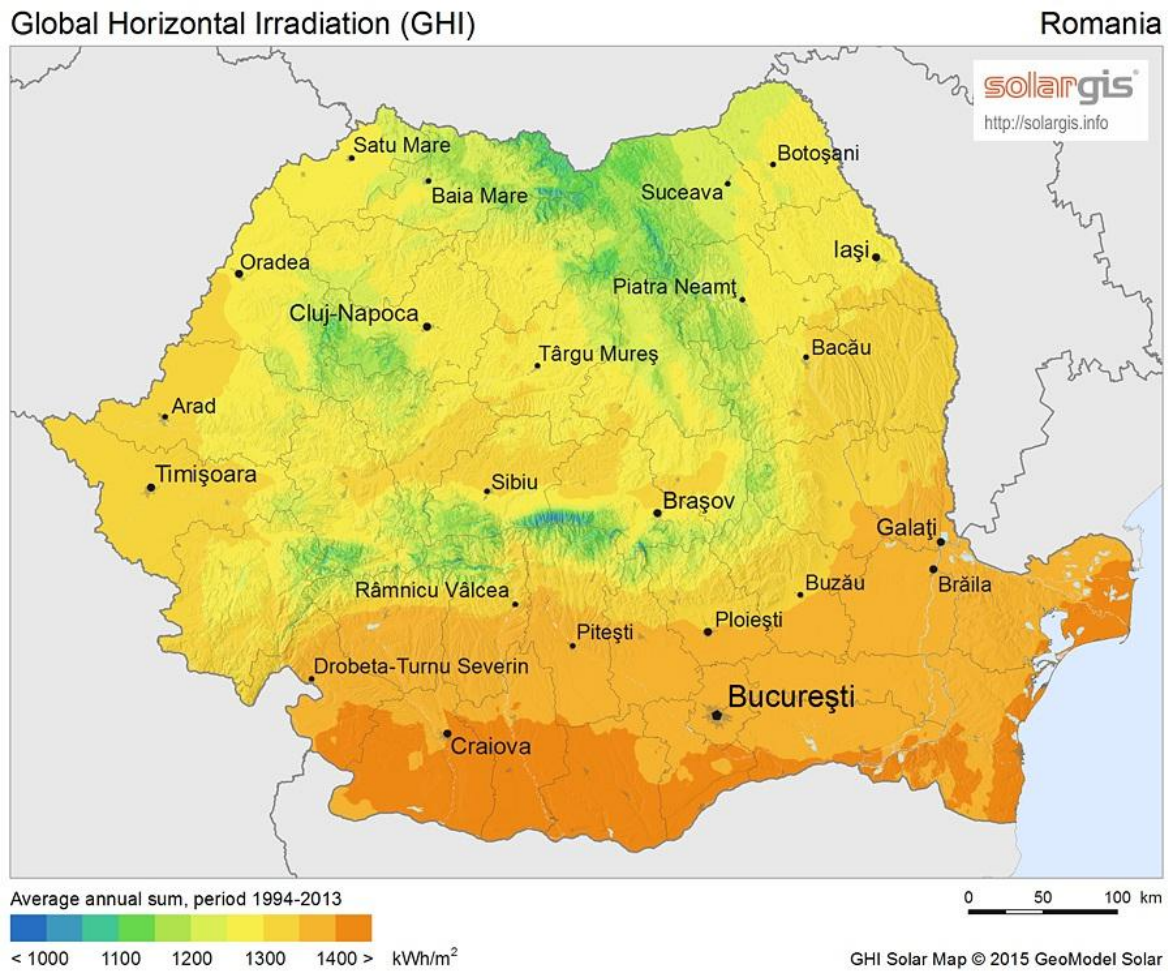 Global Horizontal Irradiation (GHI)
Romania
solargis
http://solargis.info
Satu Mare
Botoşani
Baia Mare
Suceava
Iaşi
Oradea
Piatra Neamţ
Cluj-Napoca
Târgu Mureş
Bacău
Arad
Timişoara
Sibiu
Braşov
Galaţi
Râmnicu Vâlcea
Buzău
Brăila
Piteşti
Ploieşti
Drobeta-Turnu Severin
Bucureşti
Craiova
Average annual sum, period 1994-2013
< 1000 1100 1200 1300 1400 > kWh/m²
0 50 100 km
GHI Solar Map © 2015 GeoModel Solar